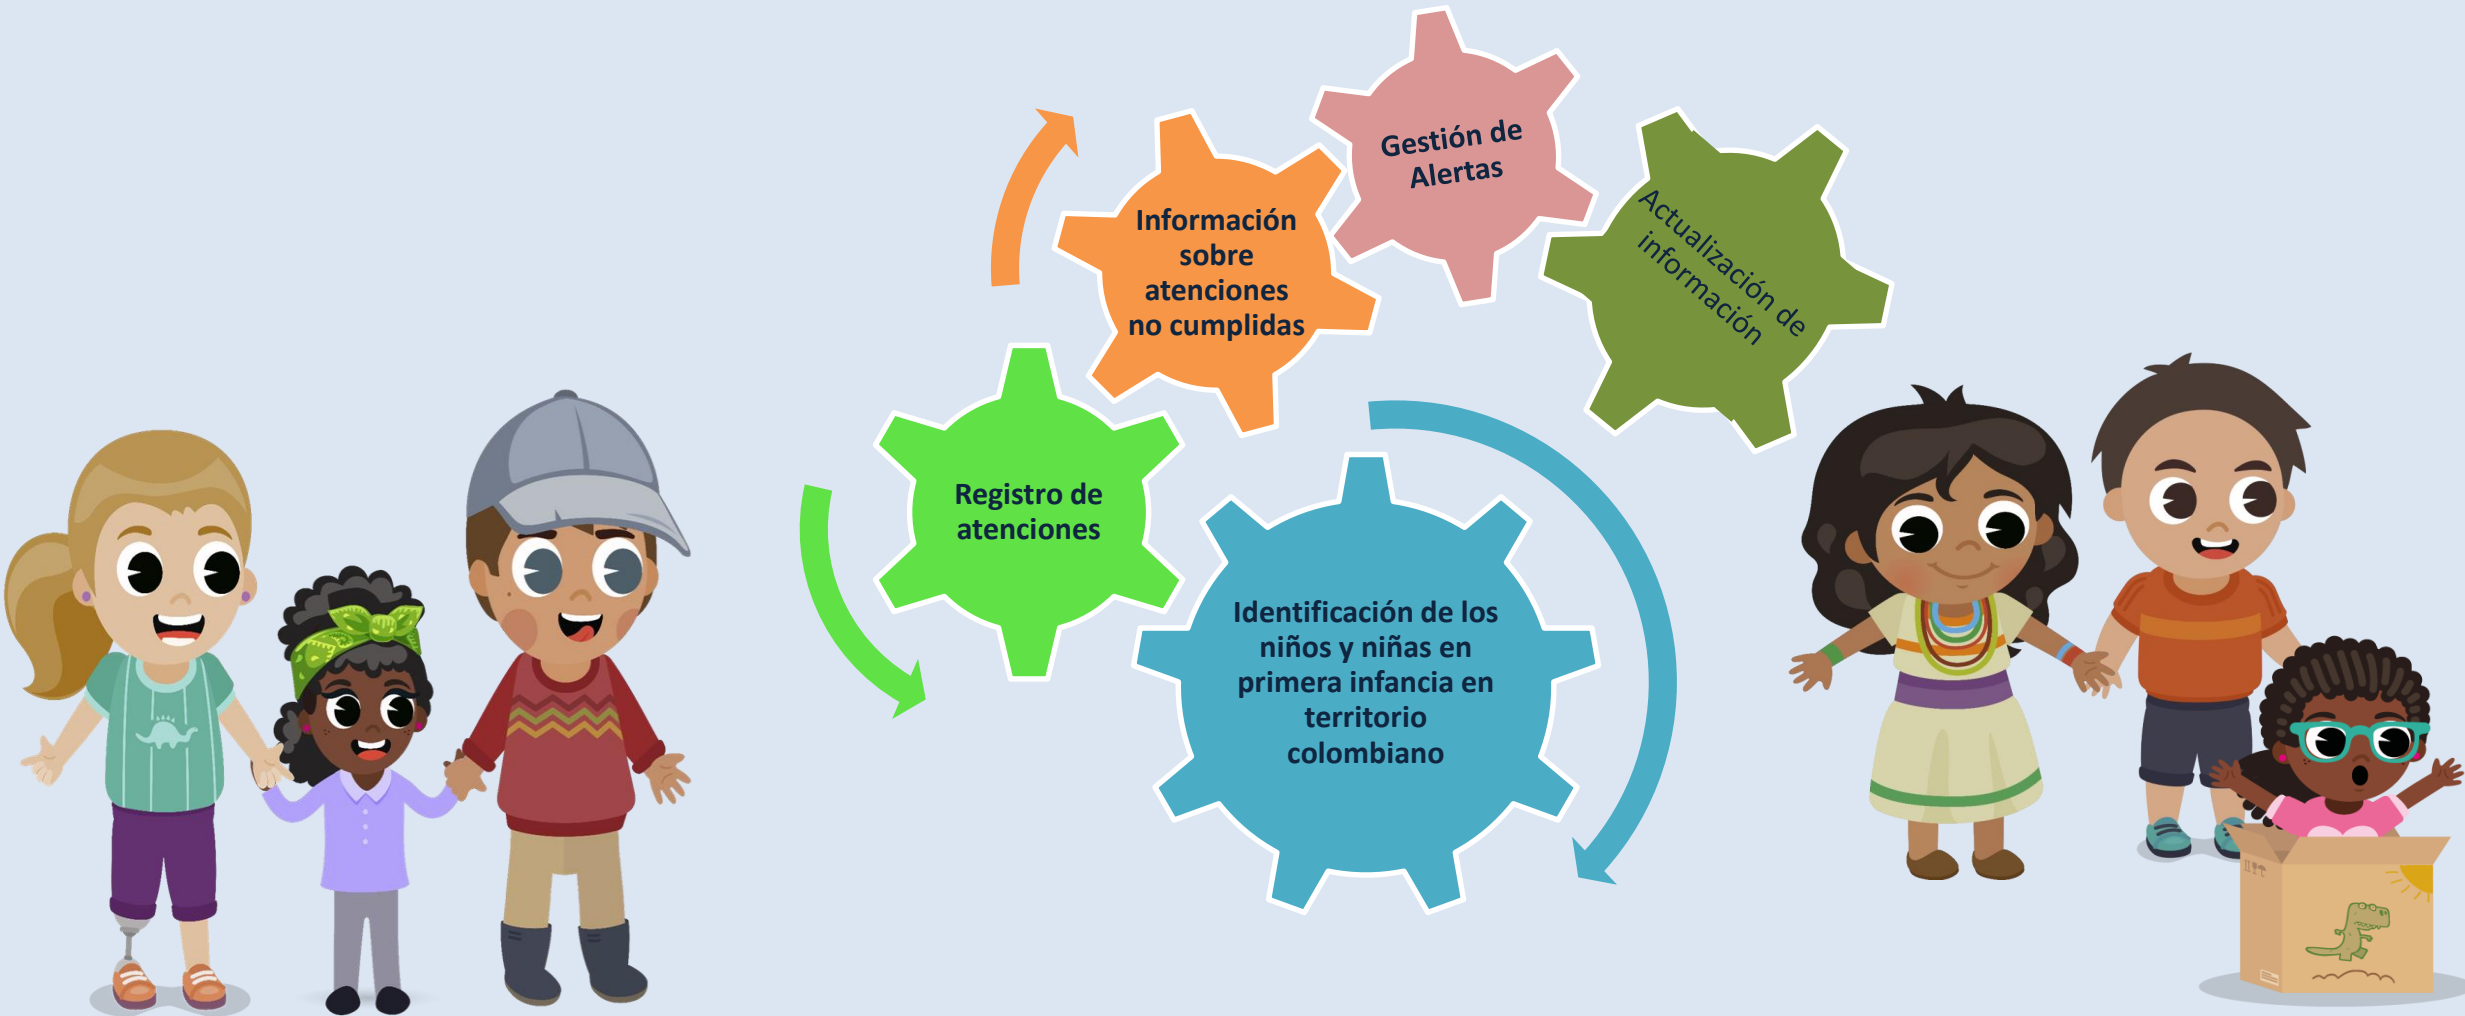 Gestión de
Alertas
Actualización de
información
Información
sobre
atenciones
no cumplidas
Registro de
atenciones
Identificación de los
niños y niñas en
primera infancia en
territorio
colombiano